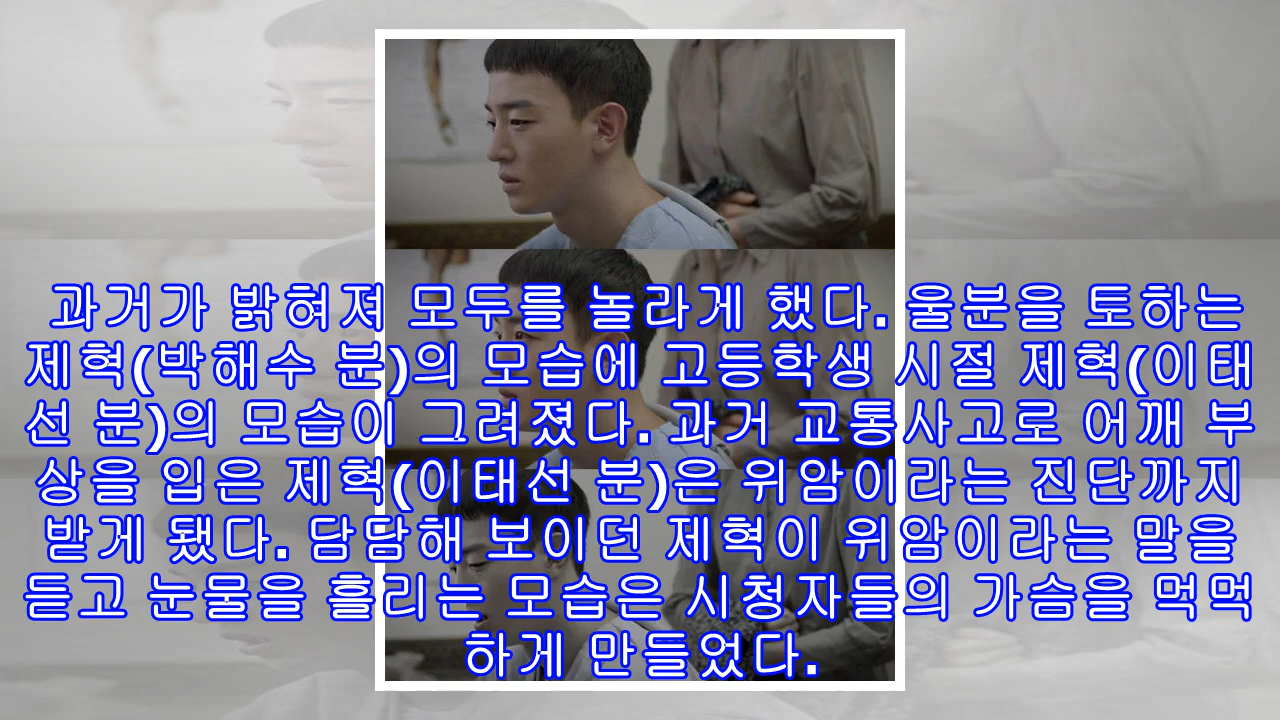 과거가 밝혀져 모두를 놀라게 했다. 울분을 토하는
제혁(박해수 분)의 모습에 고등학생 시절 제혁(이태
선 분)의 모습이 그려졌다. 과거 교통사고로 어깨 부
상을 입은 제혁(이태선 분)은 위암이라는 진단까지
받게 됐다. 담담해 보이던 제혁이 위암이라는 말을
듣고 눈물을 흘리는 모습은 시청자들의 가슴을 먹먹
하게 만들었다.